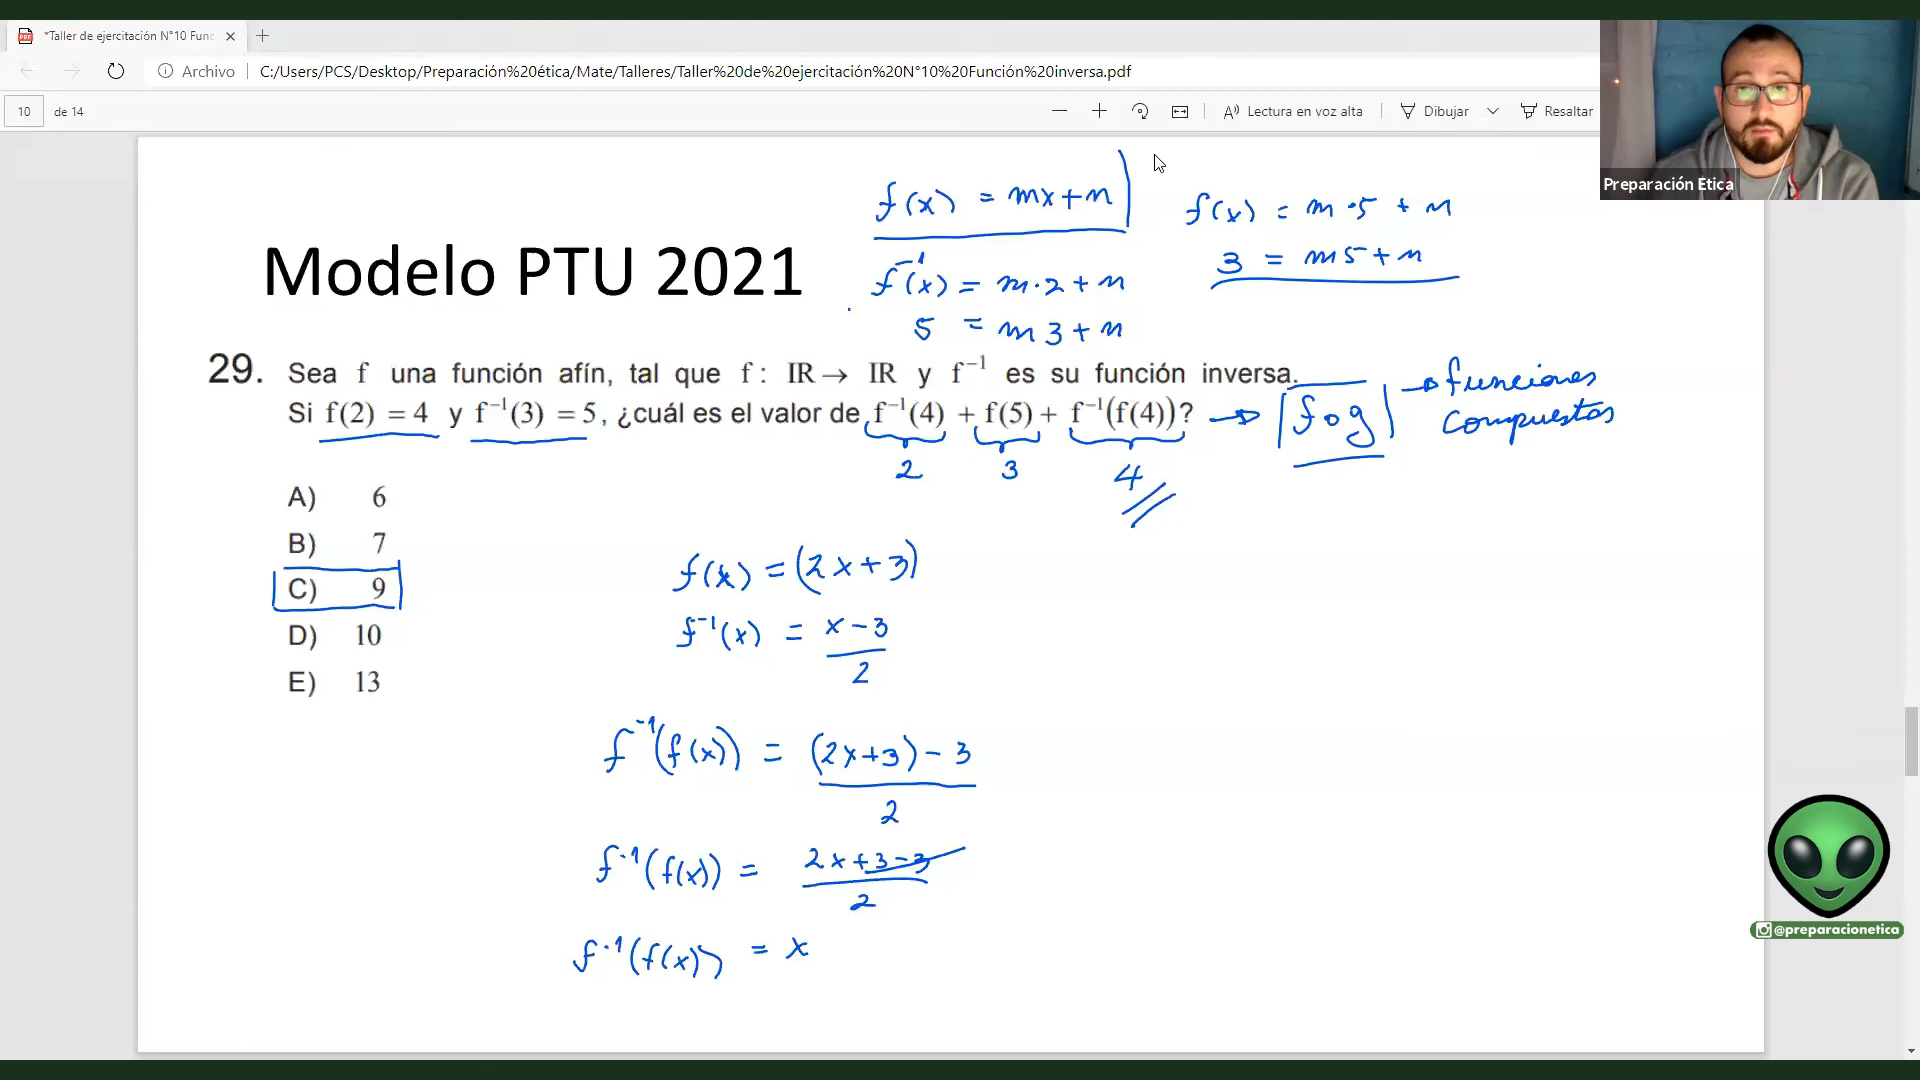 *Taller de ejercitación N°10 Func
Archivo
C:/Users/PCS/Desktop/Preparación%20ética/Mate/Talleres/Taller%20de%20ejercitación%20N°10%20Función%20inversa.pdf
10 de 14
Lectura en voz alta
Dibujar
Resaltar
Preparación Etica
f(x) = mx+n
f(x) = m·5 + n
3 = m5+n
Modelo PTU 2021
f⁻¹(x) = m·2+n
5 = m3+n
29. Sea f una función afín, tal que f: IR → IR y f⁻¹ es su función inversa.
Si f(2) = 4 y f⁻¹(3) = 5, ¿cuál es el valor de f⁻¹(4) + f(5) + f⁻¹(f(4))?
→ fog → funciones
compuestas
2 3 4
A) 6
B) 7
C) 9
D) 10
E) 13
f(x) = (2x+3)
f⁻¹(x) = x-3
2
f⁻¹(f(x)) = (2x+3)-3
2
f⁻¹(f(x)) = 2x+3-3
2
f⁻¹(f(x)) = x
@preparacionetica